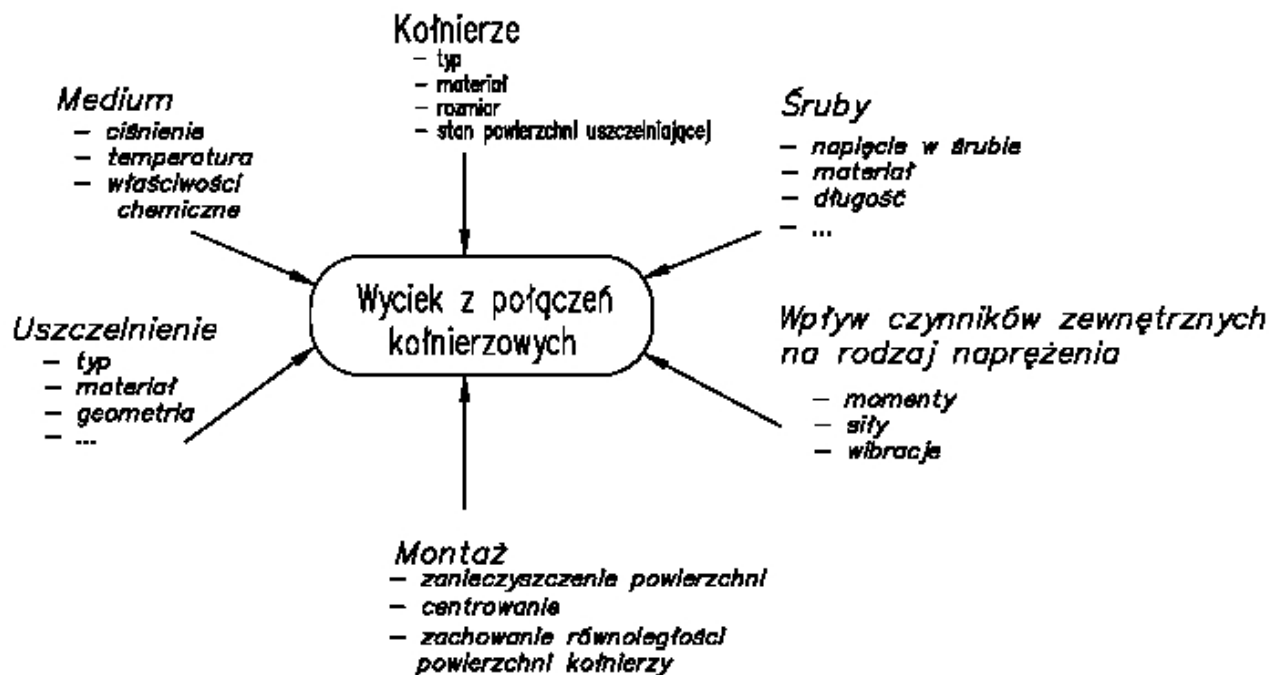 Kołnierze
- typ
- materiał
- rozmiar
- stan powierzchni uszczelniającej
Medium
- ciśnienie
- temperatura
- właściwości
chemiczne
Śruby
- napięcie w śrubie
- materiał
- długość
- ...
Wyciek z połączeń
kołnierzowych
Uszczelnienie
- typ
- materiał
- geometria
- ...
Wpływ czynników zewnętrznych
na rodzaj naprężenia
- momenty
- siły
- wibracje
Montaż
- zanieczyszczenie powierzchni
- centrowanie
- zachowanie równoległości
powierzchni kołnierzy